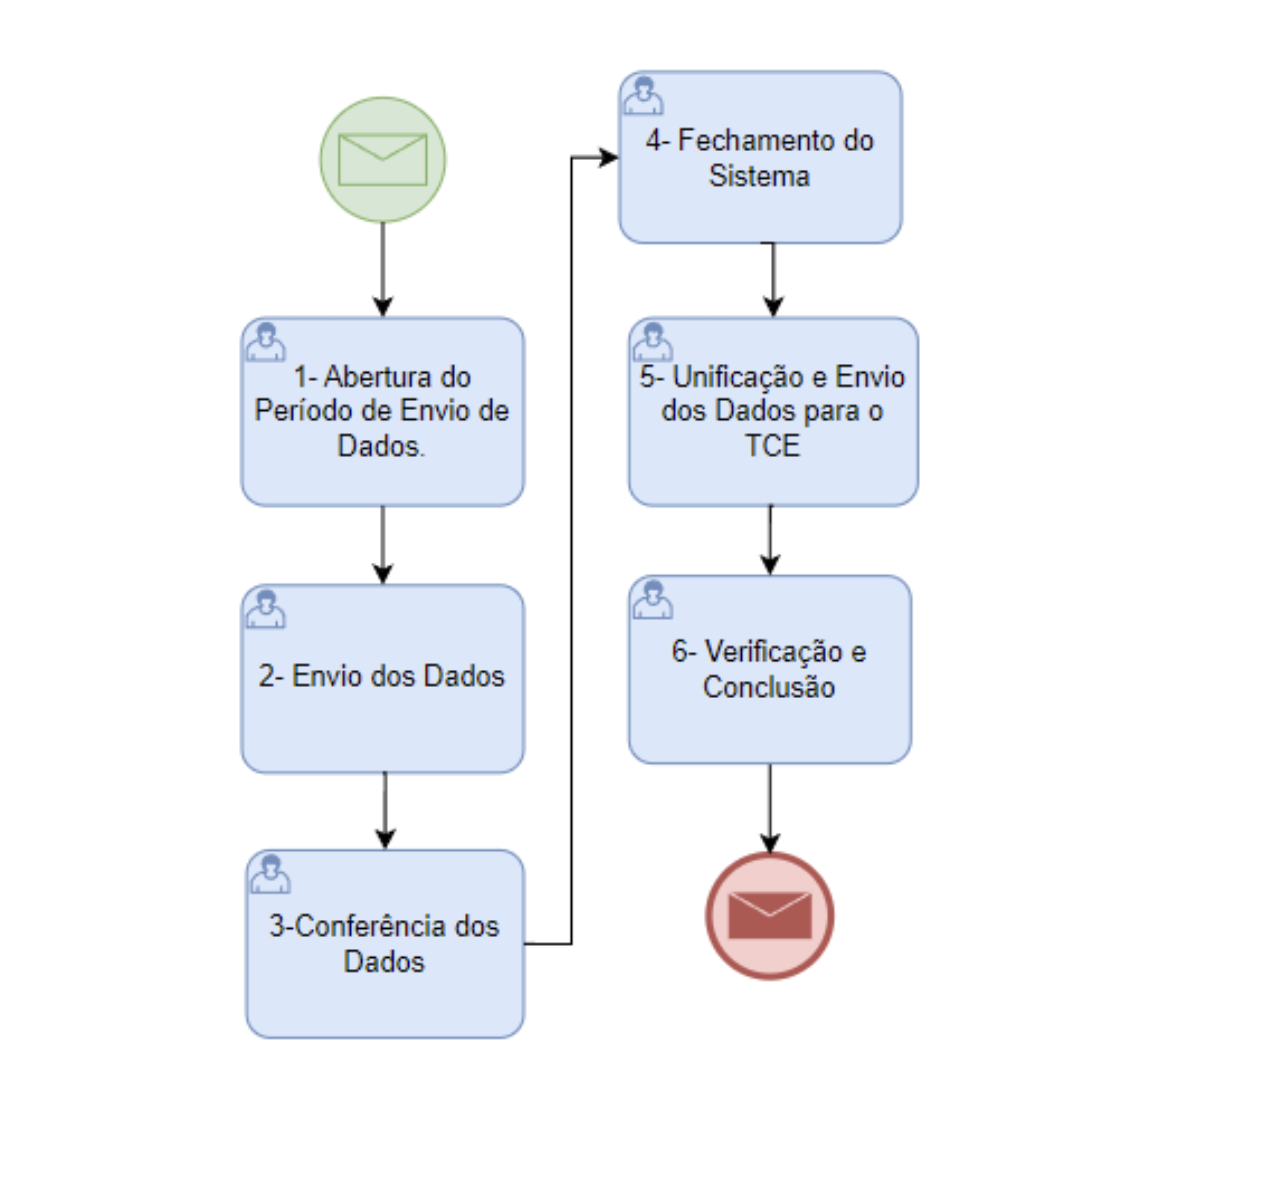 1- Abertura do
Período de Envio de
Dados.
2- Envio dos Dados
3-Conferência dos
Dados
4- Fechamento do
Sistema
5- Unificação e Envio
dos Dados para o
TCE
6- Verificação e
Conclusão